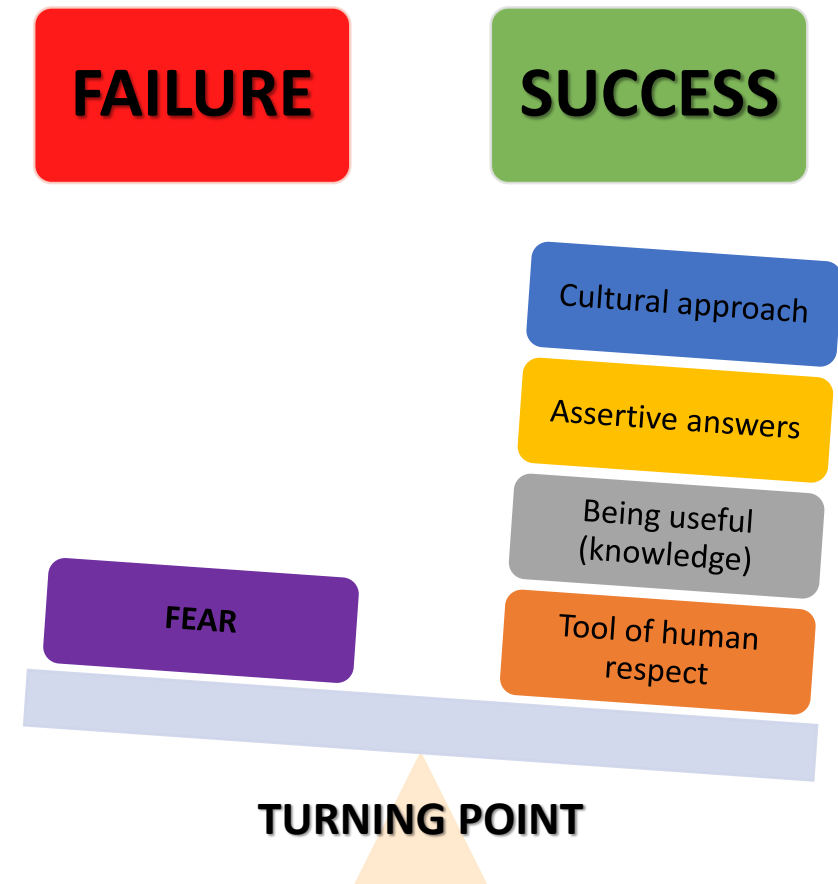 FAILURE
SUCCESS
Cultural approach
Assertive answers
Being useful
(knowledge)
FEAR
Tool of human
respect
TURNING POINT